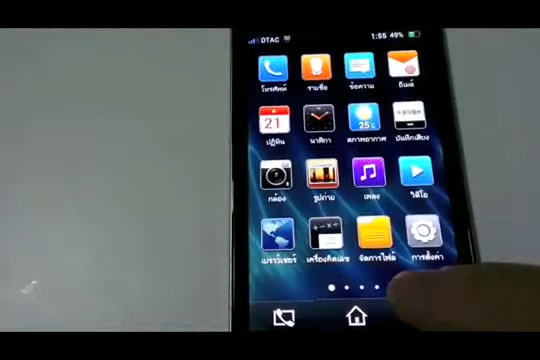 DTAC 1:55 49%
โทรศัพท์ รายชื่อ ข้อความ อีเมล์
21 25°c
ปฏิทิน นาฬิกา สภาพอากาศ บันทึกเสียง
กล้อง รูปถ่าย เพลง วิดีโอ
เบราว์เซอร์ เครื่องคิดเลข จัดการไฟล์ การตั้งค่า